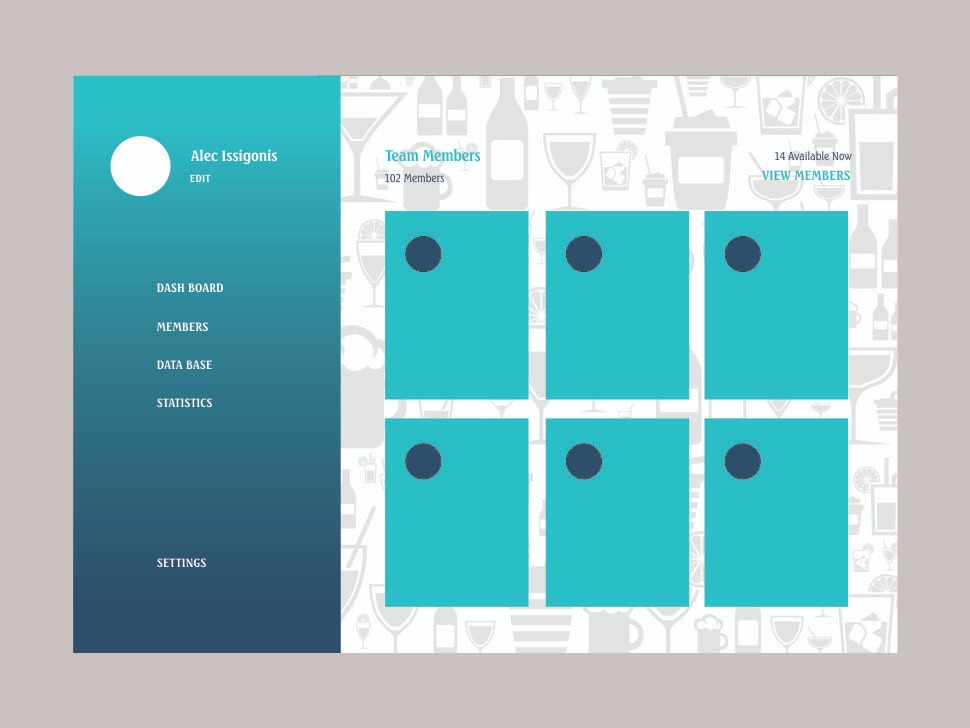 Alec Issigonis
EDIT
DASH BOARD
MEMBERS
DATA BASE
STATISTICS
SETTINGS
Team Members
102 Members
14 Available Now
VIEW MEMBERS